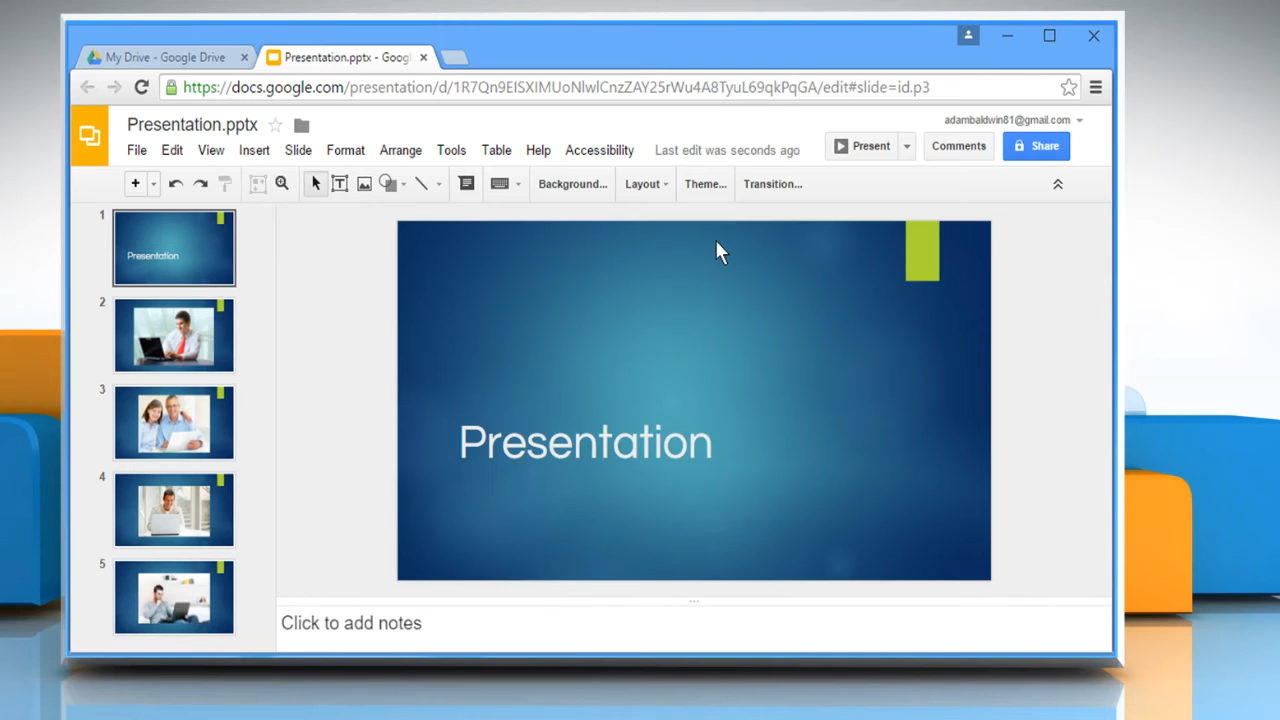 My Drive - Google Drive
Presentation.pptx - Goog
https://docs.google.com/presentation/d/1R7Qn9EISXIMUoNlwlCnzZAY25rWu4A8TyuL69qkPqGA/edit#slide=id.p3
Presentation.pptx
adambaldwin81@gmail.com
File Edit View Insert Slide Format Arrange Tools Table Help Accessibility Last edit was seconds ago
Present Comments Share
Background... Layout Theme... Transition...
1
Presentation
2
3
4
5
Presentation
Click to add notes